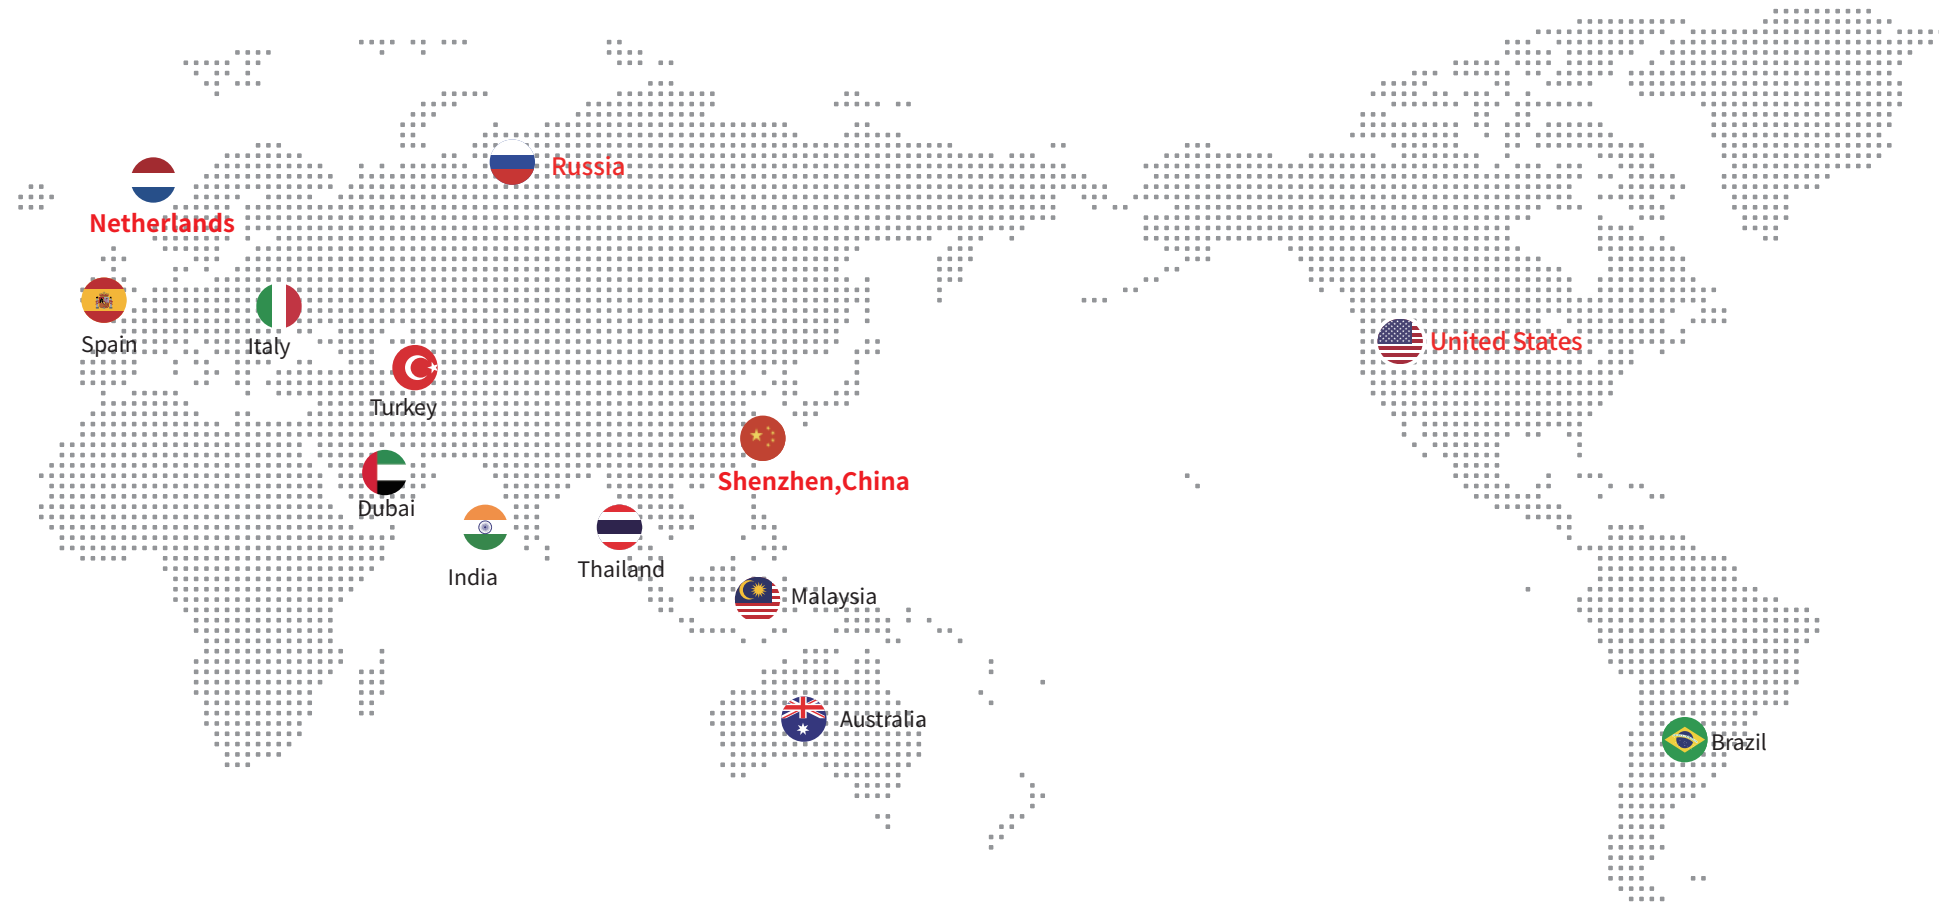 Russia
Netherlands
Spain
Italy
United States
Turkey
Shenzhen,China
Dubai
India
Thailand
Malaysia
Australia
Brazil